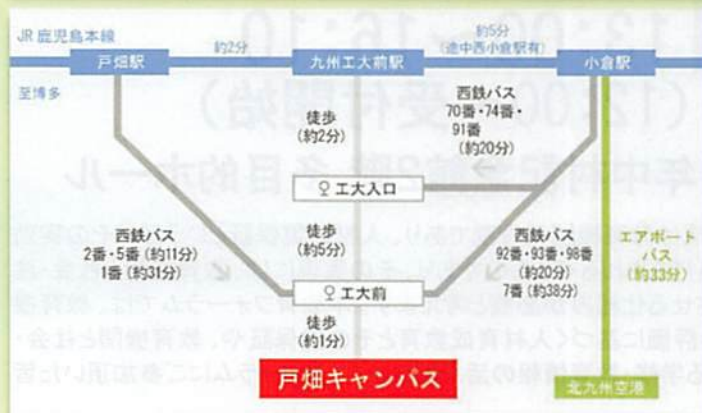 JR 鹿児島本線
戸畑駅
約2分
九州工大前駅
約5分
(途中西小倉駅有)
小倉駅
至博多
徒歩
(約2分)
西鉄バス
70番・74番・
91番
(約20分)
工大入口
西鉄バス
2番・5番 (約11分)
1番 (約31分)
徒歩
(約5分)
西鉄バス
92番・93番・98番
(約20分)
7番 (約38分)
エアポート
バス
(約33分)
工大前
徒歩
(約1分)
戸畑キャンパス
北九州空港